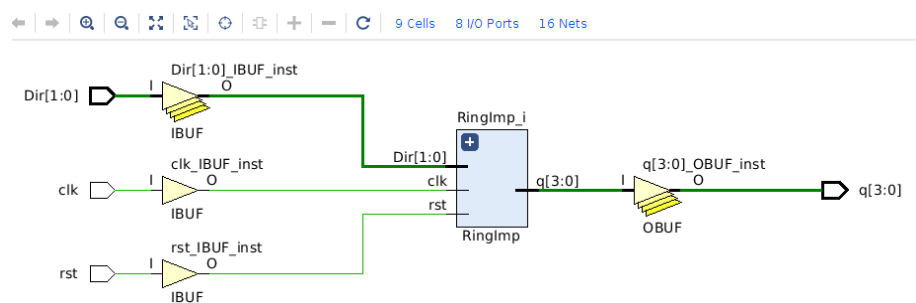 9 Cells 8 I/O Ports 16 Nets
Dir[1:0]_IBUF_inst
Dir[1:0] I O
IBUF
RingImp_i
Dir[1:0]
clk_IBUF_inst
q[3:0]_OBUF_inst
clk I O clk q[3:0] I O q[3:0]
IBUF
rst
OBUF
RingImp
rst_IBUF_inst
rst I O
IBUF